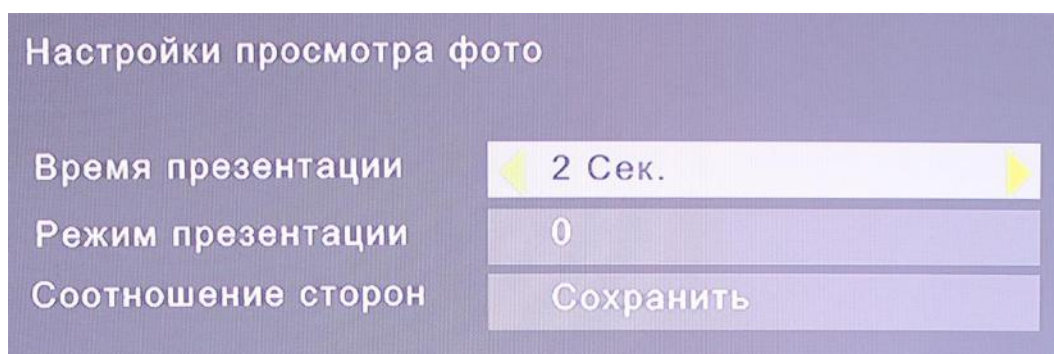 Настройки просмотра фото
Время презентации 2 Сек.
Режим презентации 0
Соотношение сторон Сохранить